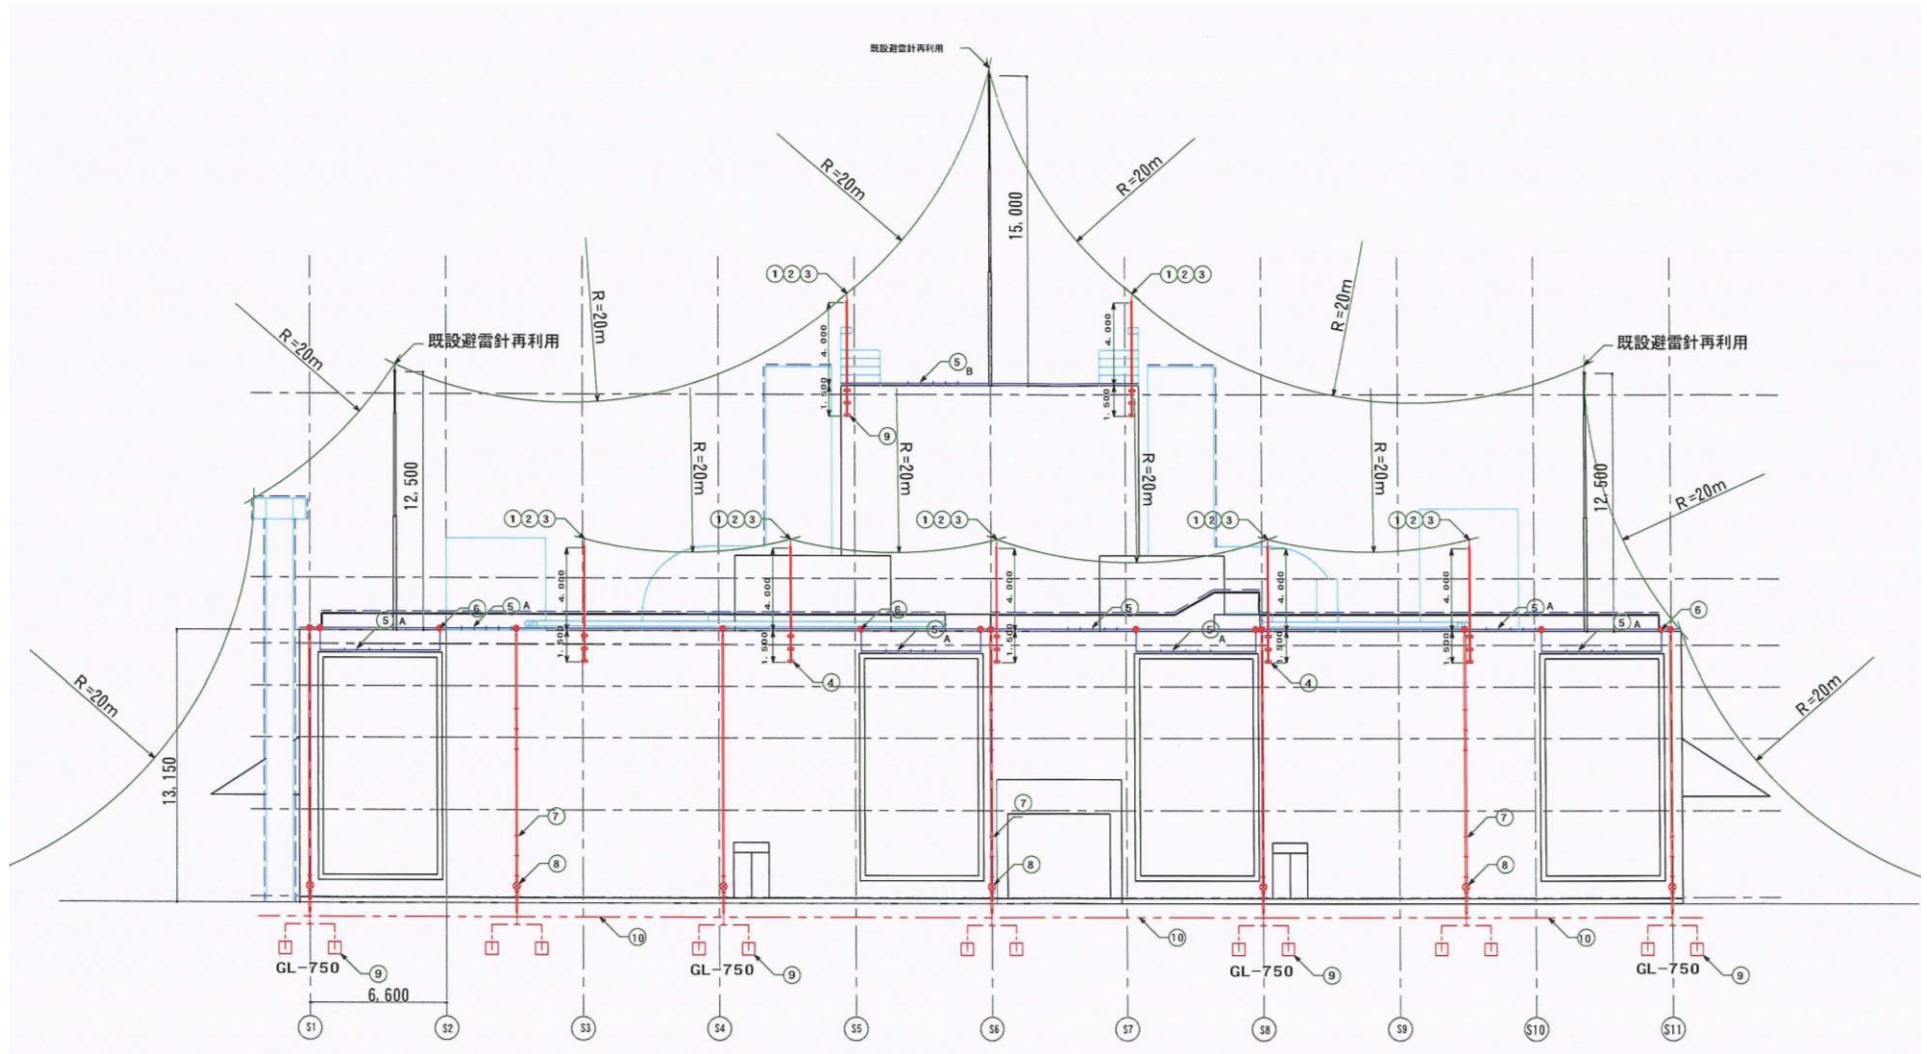 既設避雷針再利用
R=20m
R=20m
15,000
①②③
①②③
R=20m
R=20m
4,000
4,000
R=20m
既設避雷針再利用
既設避雷針再利用
⑤B
1,500
1,500
⑨
R=20m
R=20m
R=20m
R=20m
12,500
12,500
R=20m
①②③
①②③
①②③
①②③
①②③
4,000
4,000
4,000
4,000
4,000
⑥
⑤A
⑥
⑤
⑤A
⑥
⑤A
⑤A
⑤A
⑤A
1,500
1,500
1,500
1,500
1,500
④
④
R=20m
R=20m
13,150
⑦
⑦
⑦
⑧
⑧
⑧
⑩
⑩
⑩
GL-750
⑨
GL-750
⑨
GL-750
⑨
GL-750
⑨
6,600
S1
S2
S3
S4
S5
S6
S7
S8
S9
S10
S11